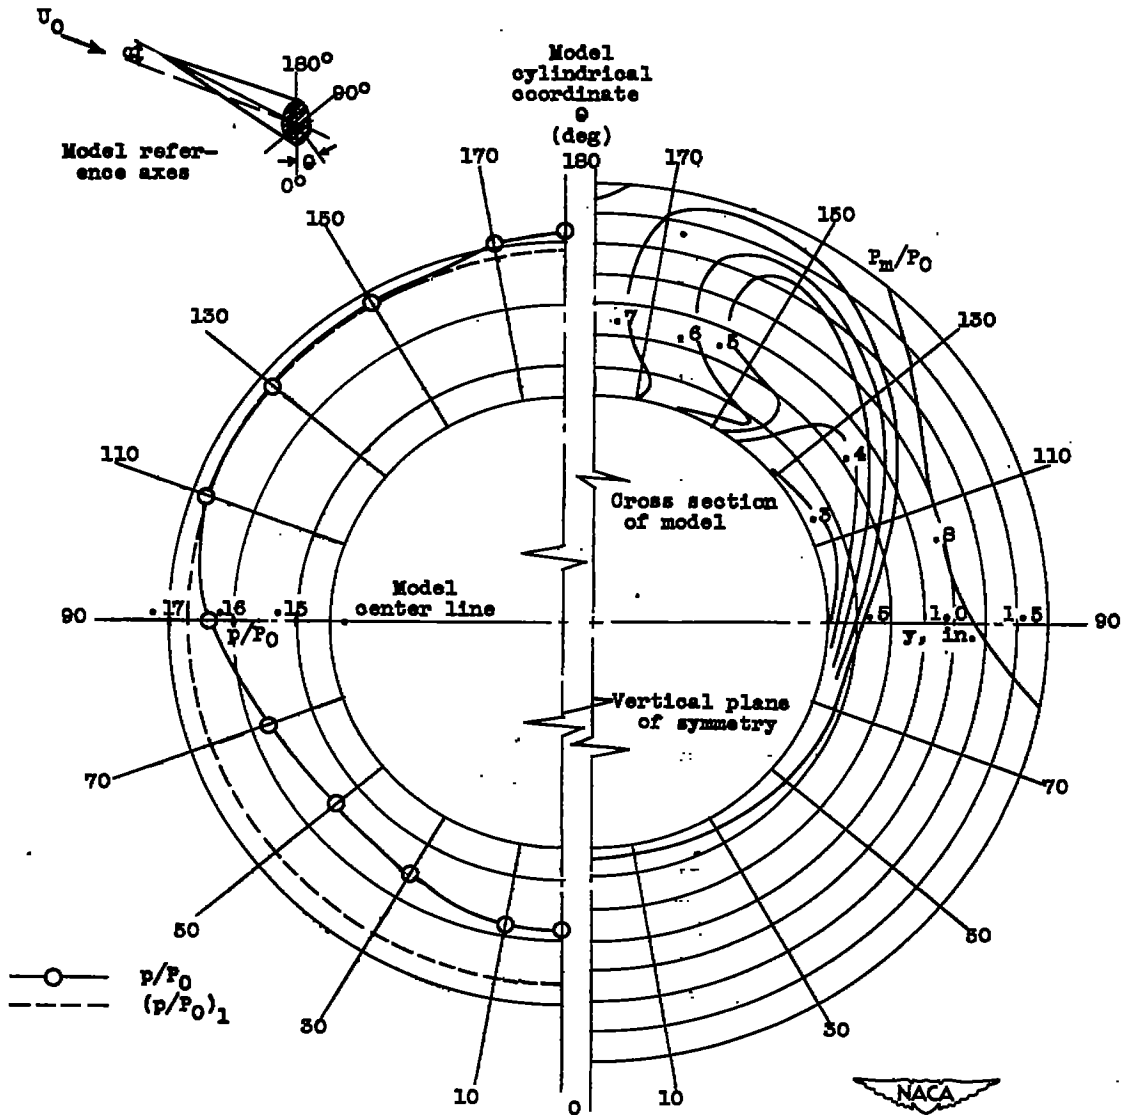 U₀
180°
90°
θ
0°
Model refer-
ence axes
Model
cylindrical
coordinate
θ
(deg)
170
180
170
150
150
Pm/P₀
130
130
.7
.6
.5
.4
110
110
.3
.8
Cross section
of model
Model
center line
90
.17
.16
.15
p/P₀
.5
1.0
1.5
90
y, in.
Vertical plane
of symmetry
70
70
50
50
p/P₀
(p/P₀)₁
30
30
10
0
10
NACA